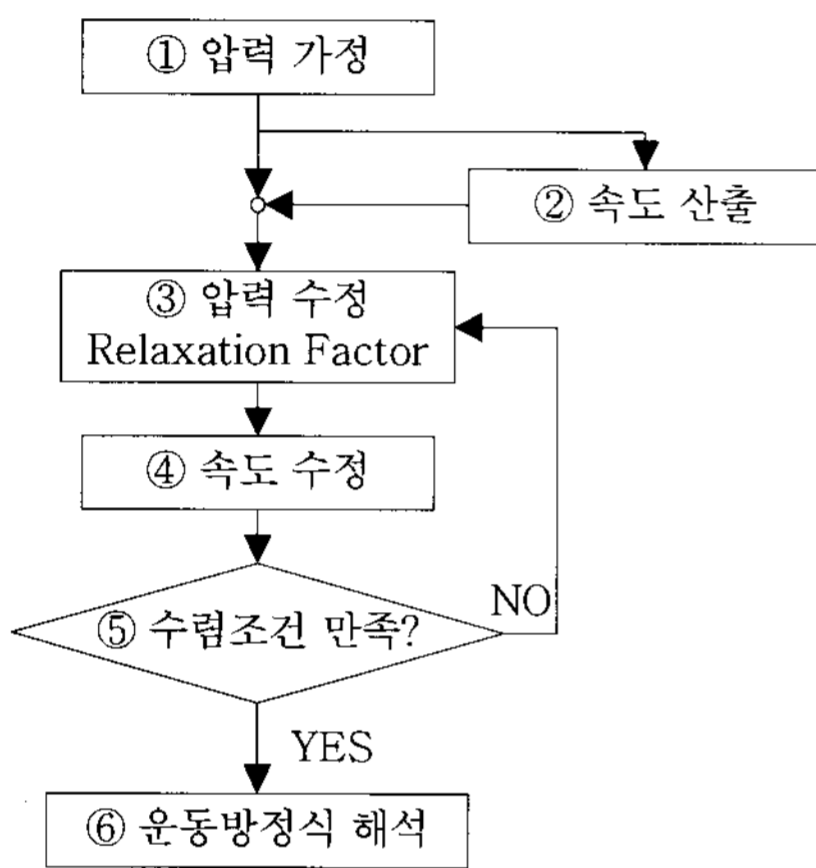 ① 압력 가정
② 속도 산출
③ 압력 수정
Relaxation Factor
④ 속도 수정
⑤ 수렴조건 만족?
NO
YES
⑥ 운동방정식 해석